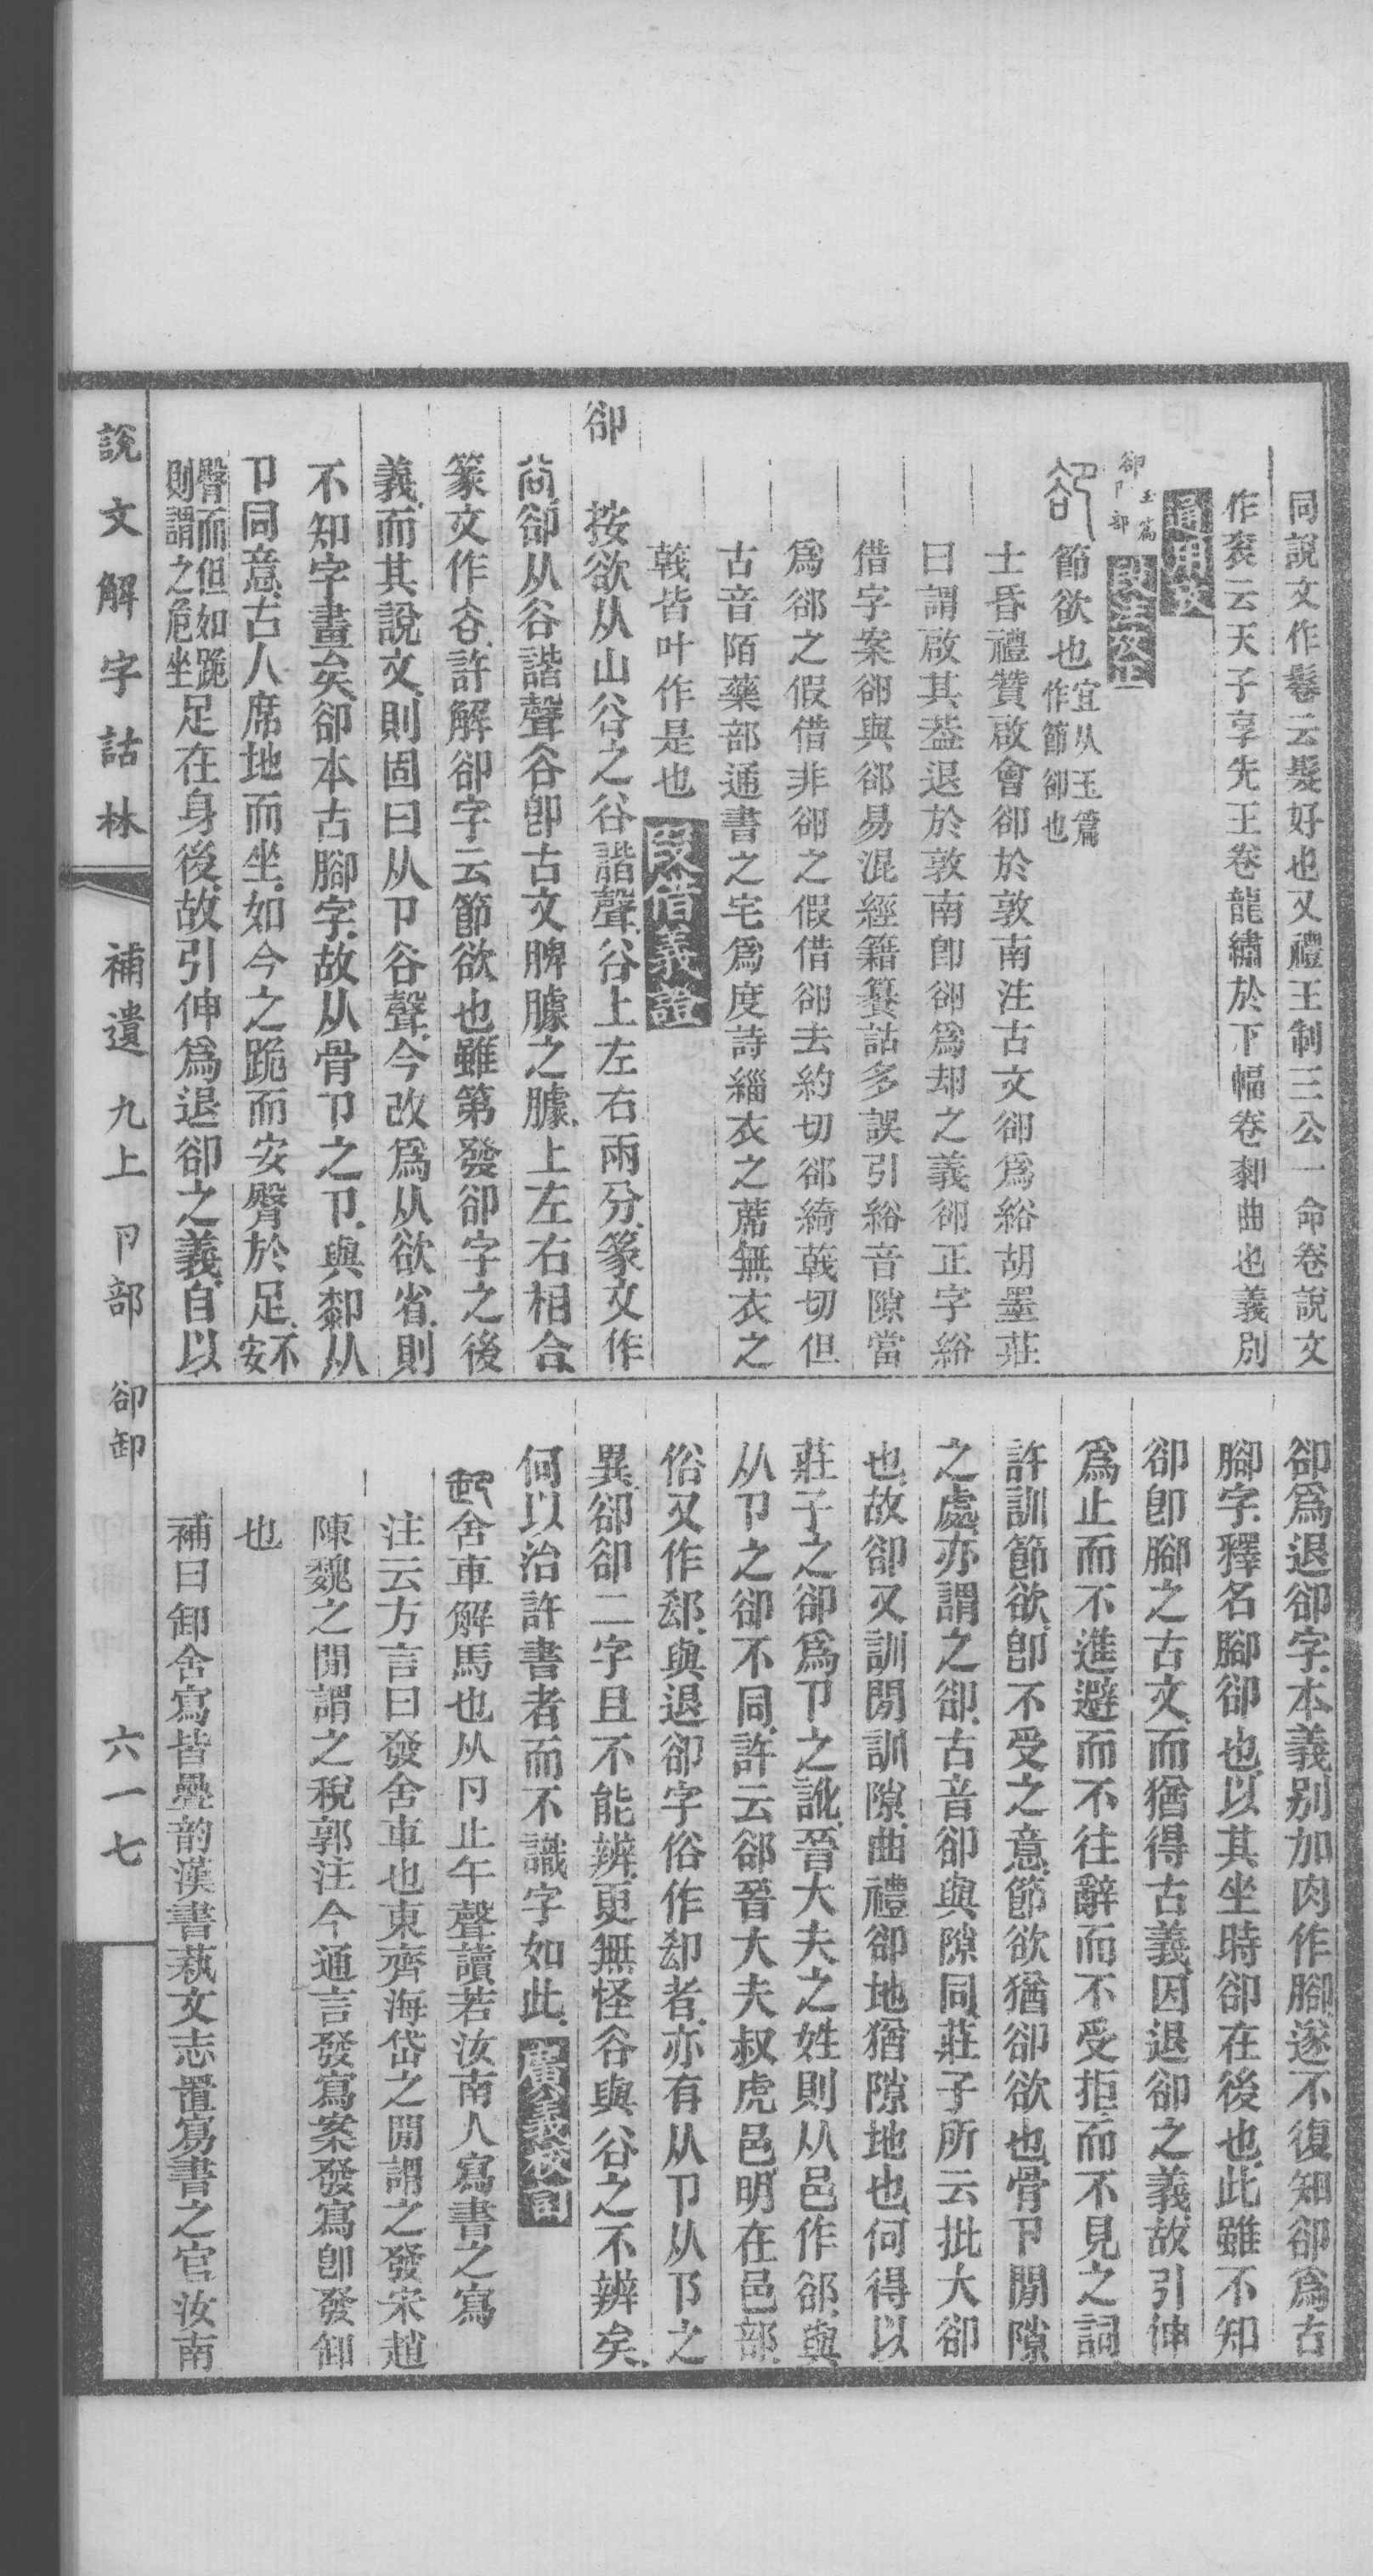 同說文作鬈云髮好也又禮王制三公一命卷說文
作袞云天子享先王卷龍繡於下幅卷鄸曲也義別
通用文
卻 玉篇 卪部
段注攷正
節欲也宜从玉篇作節卻也
士昏禮贊啟會卻於敦南注古文卻爲綌胡墨莊
曰謂啟其葢退於敦南卽卻爲却之義卻正字綌
借字案卻與郤易混經籍籑詁多誤引綌音隙當
爲郤之假借非卻之假借卻去約切郤綺戟切但
古音陌藥部通書之宅爲度詩緇衣之蓆無衣之
戟皆叶作是也 段借義證
卻 按欲从山谷之谷諧聲谷上左右兩分篆文作
卻从谷諧聲谷卽古文脾臄之臄上左右相合
篆文作谷許解卻字云節欲也雖第發卻字之後
義而其說文則固曰从卪谷聲今改爲从欲省則
不知字畫矣卻本古腳字故从骨卪之卪與厀从
卪同意古人席地而坐如今之跪而安臀於足不安
臀而但如跪則謂之危坐足在身後故引伸爲退卻之義自以
卻爲退卻字本義别加肉作腳遂不復知卻爲古
腳字釋名腳卻也以其坐時卻在後也此雖不知
卻卽腳之古文而猶得古義因退卻之義故引伸
爲止而不進避而不往辭而不受拒而不見之詞
許訓節欲卽不受之意節欲猶卻欲也骨卪閒隙
之處亦謂之卻古音卻與隙同莊子所云批大卻
也故卻又訓閒訓隙曲禮卻地猶隙地也何得以
莊子之卻爲卪之訛晉大夫之姓則从邑作郤與
从卪之卻不同許云郤晉大夫叔虎邑明在邑部
俗又作郄與退卻字俗作却者亦有从卪从阝之
異卻郤二字且不能辨更無怪谷與谷之不辨矣
何以治許書者而不識字如此 廣義校訂
卸 舍車解馬也从卪止午聲讀若汝南人寫書之寫
注云方言曰發舍車也東齊海岱之閒謂之發宋趙
陳魏之閒謂之稅郭注今通言發寫案發寫卽發卸
也
補曰卸舍寫皆疊韵漢書萟文志置寫書之官汝南
說文解字詁林 補遺 九上 卪部 卻卸 六一七